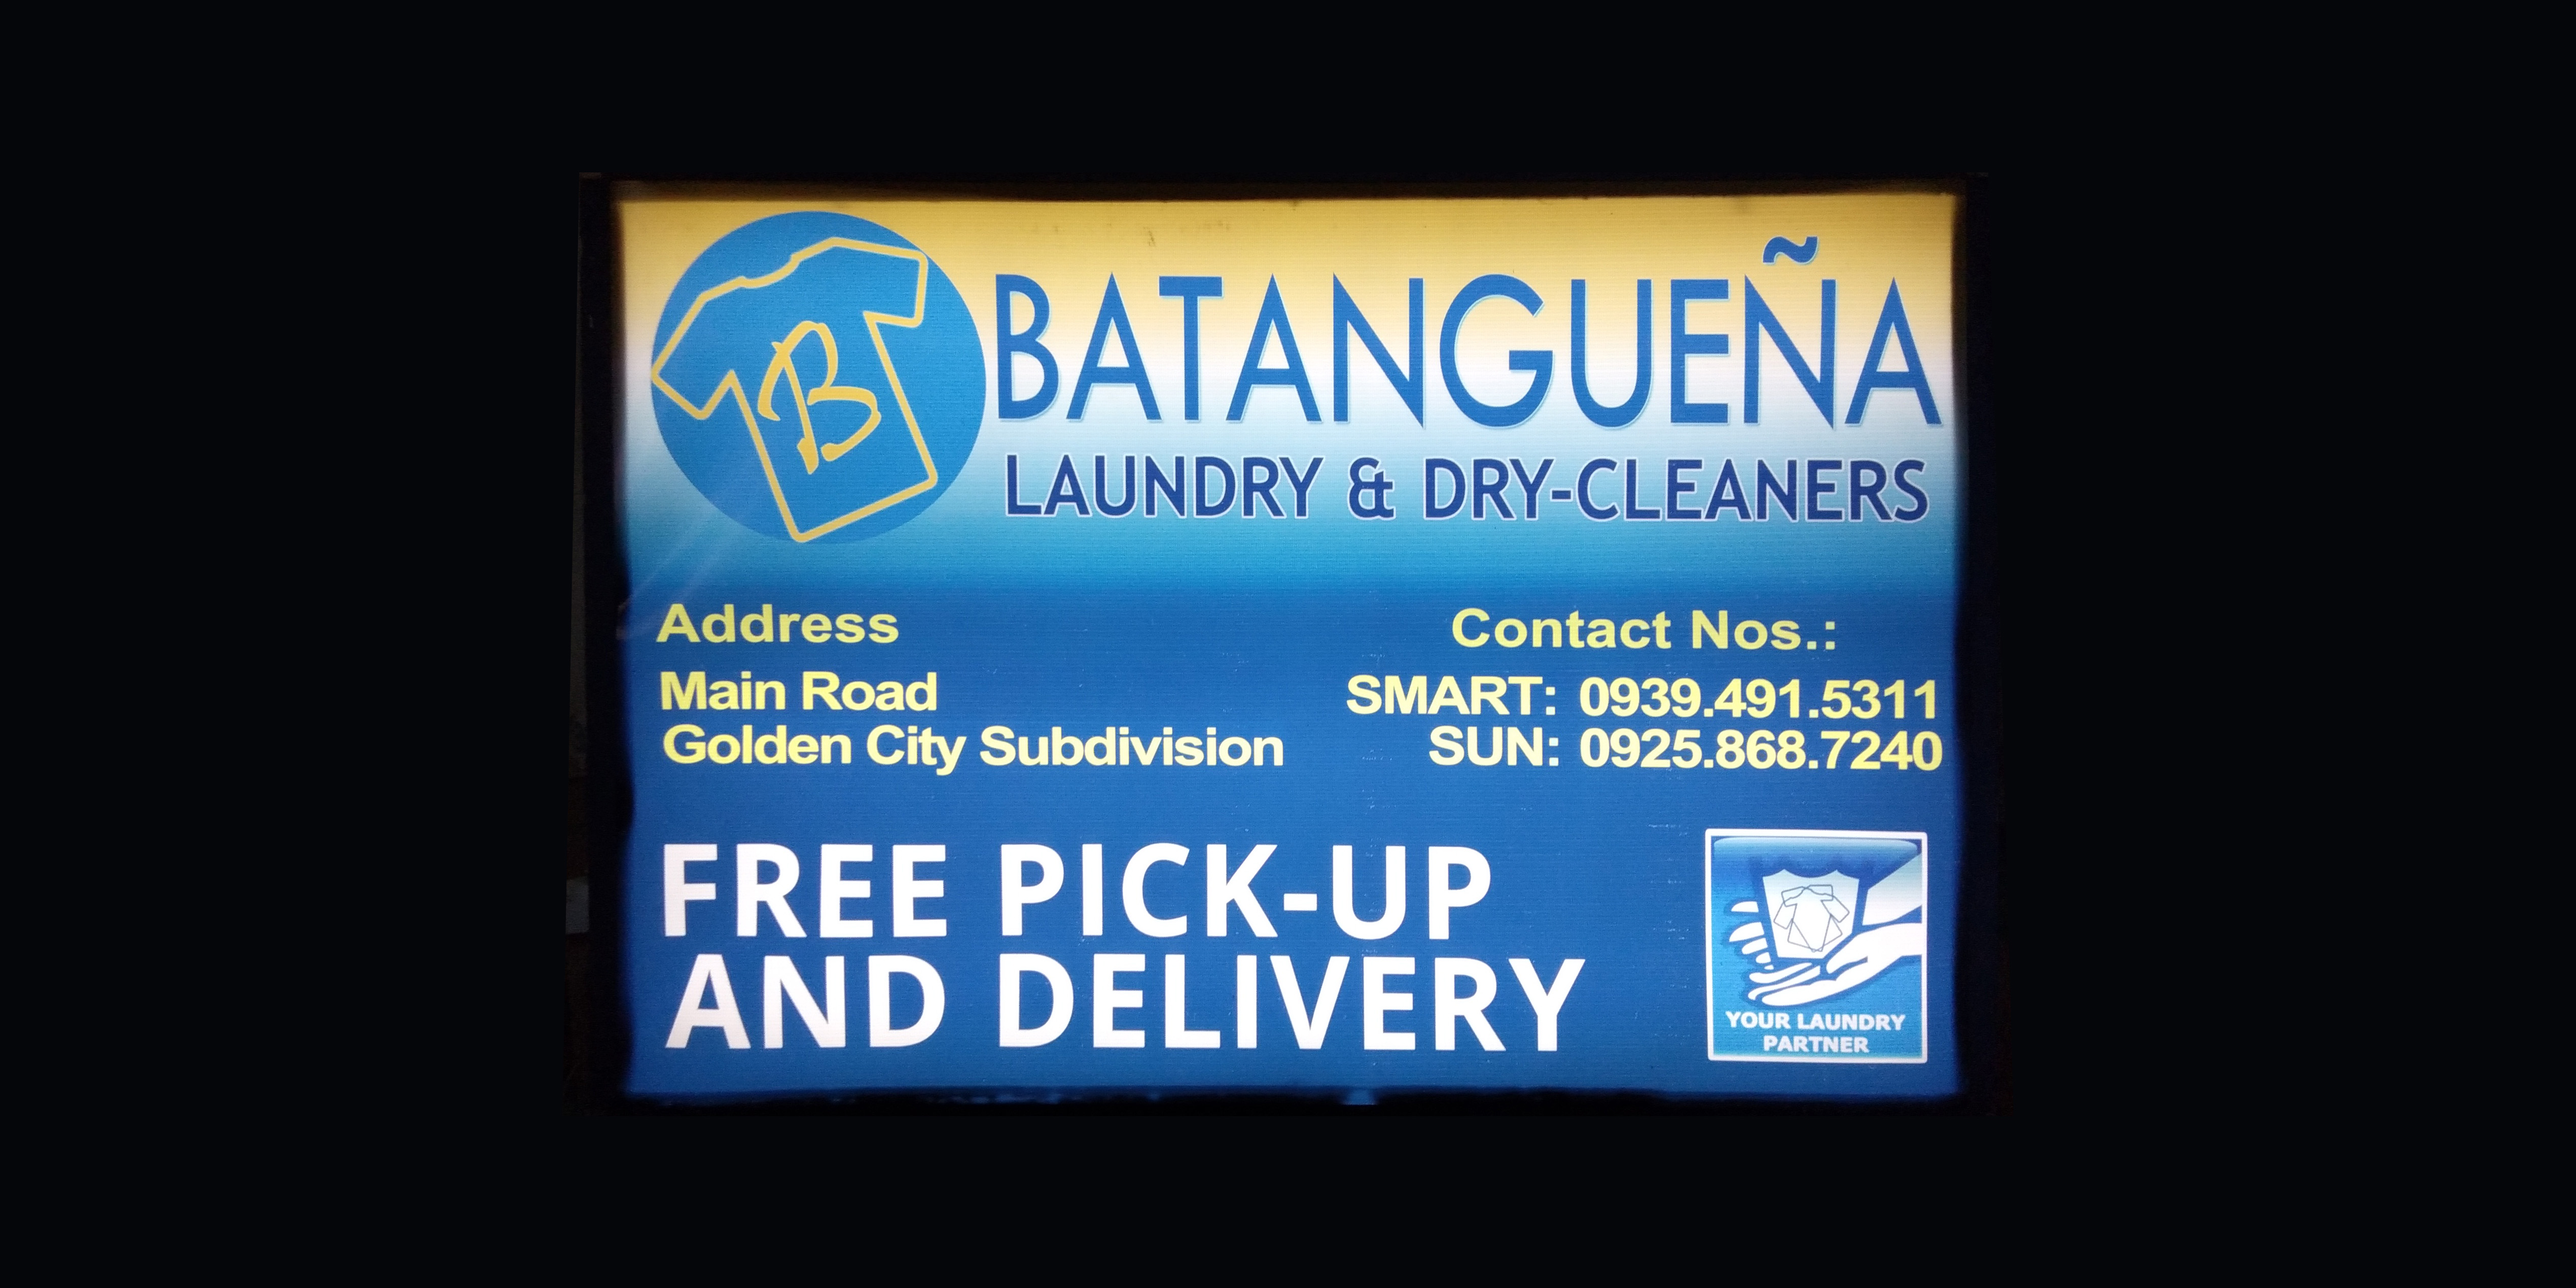 B
BATANGUEÑA
LAUNDRY & DRY-CLEANERS
Address
Main Road
Golden City Subdivision
Contact Nos.:
SMART: 0939.491.5311
SUN: 0925.868.7240
FREE PICK-UP
AND DELIVERY
YOUR LAUNDRY
PARTNER